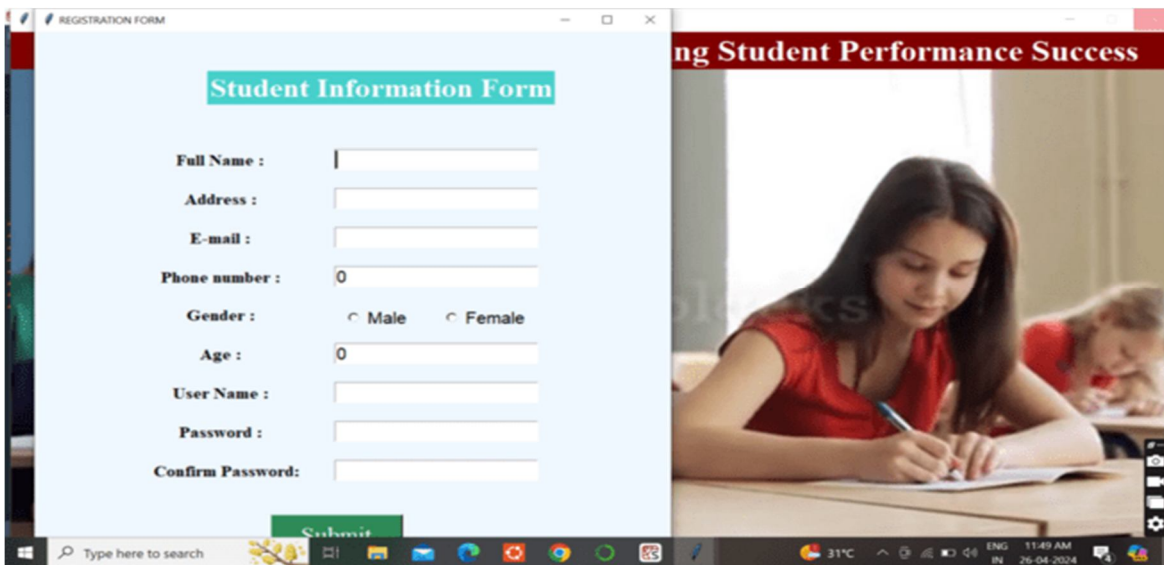 REGISTRATION FORM
ng Student Performance Success
Student Information Form
Full Name :
Address :
E-mail :
Phone number :
0
Gender :
Male
Female
Age :
0
User Name :
Password :
Confirm Password:
Submit
Type here to search
31°C
ENG
IN
11:49 AM
26-04-2024